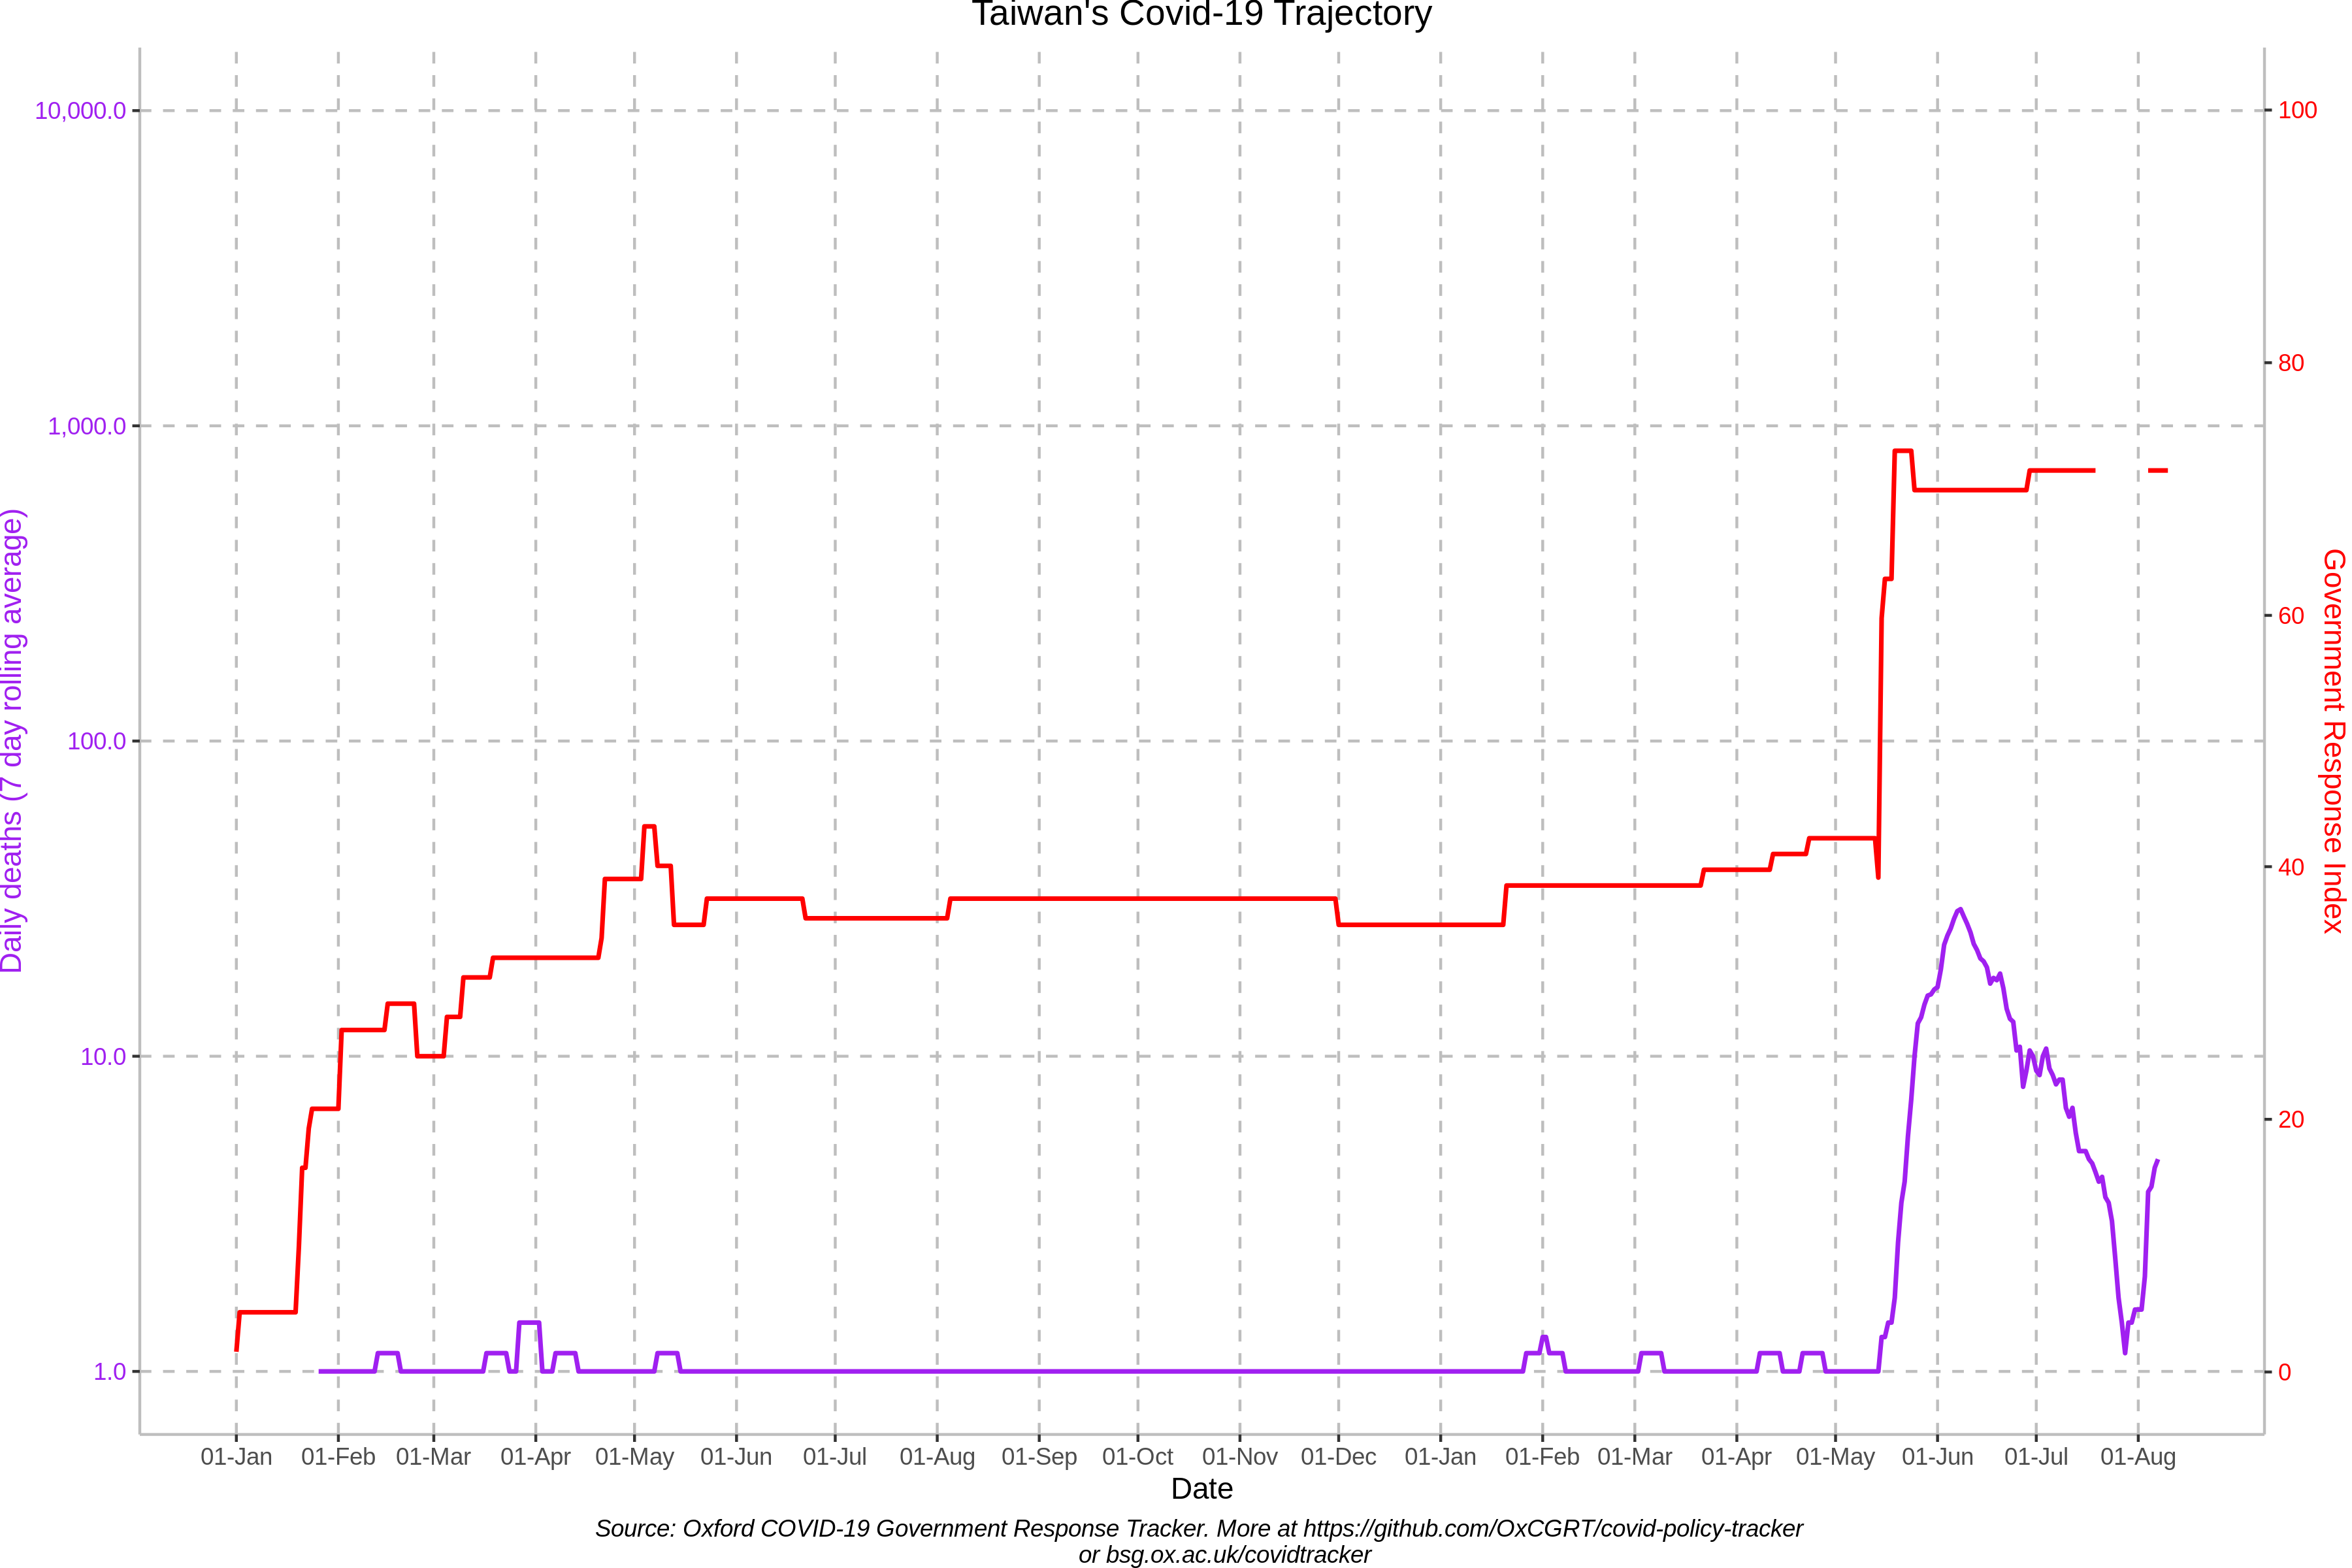 Taiwan's Covid-19 Trajectory
10,000.0
1,000.0
100.0
10.0
1.0
Daily deaths (7 day rolling average)
100
80
60
40
20
0
Government Response Index
01-Jan 01-Feb 01-Mar 01-Apr 01-May 01-Jun 01-Jul 01-Aug 01-Sep 01-Oct 01-Nov 01-Dec 01-Jan 01-Feb 01-Mar 01-Apr 01-May 01-Jun 01-Jul 01-Aug
Date
Source: Oxford COVID-19 Government Response Tracker. More at https://github.com/OxCGRT/covid-policy-tracker
or bsg.ox.ac.uk/covidtracker